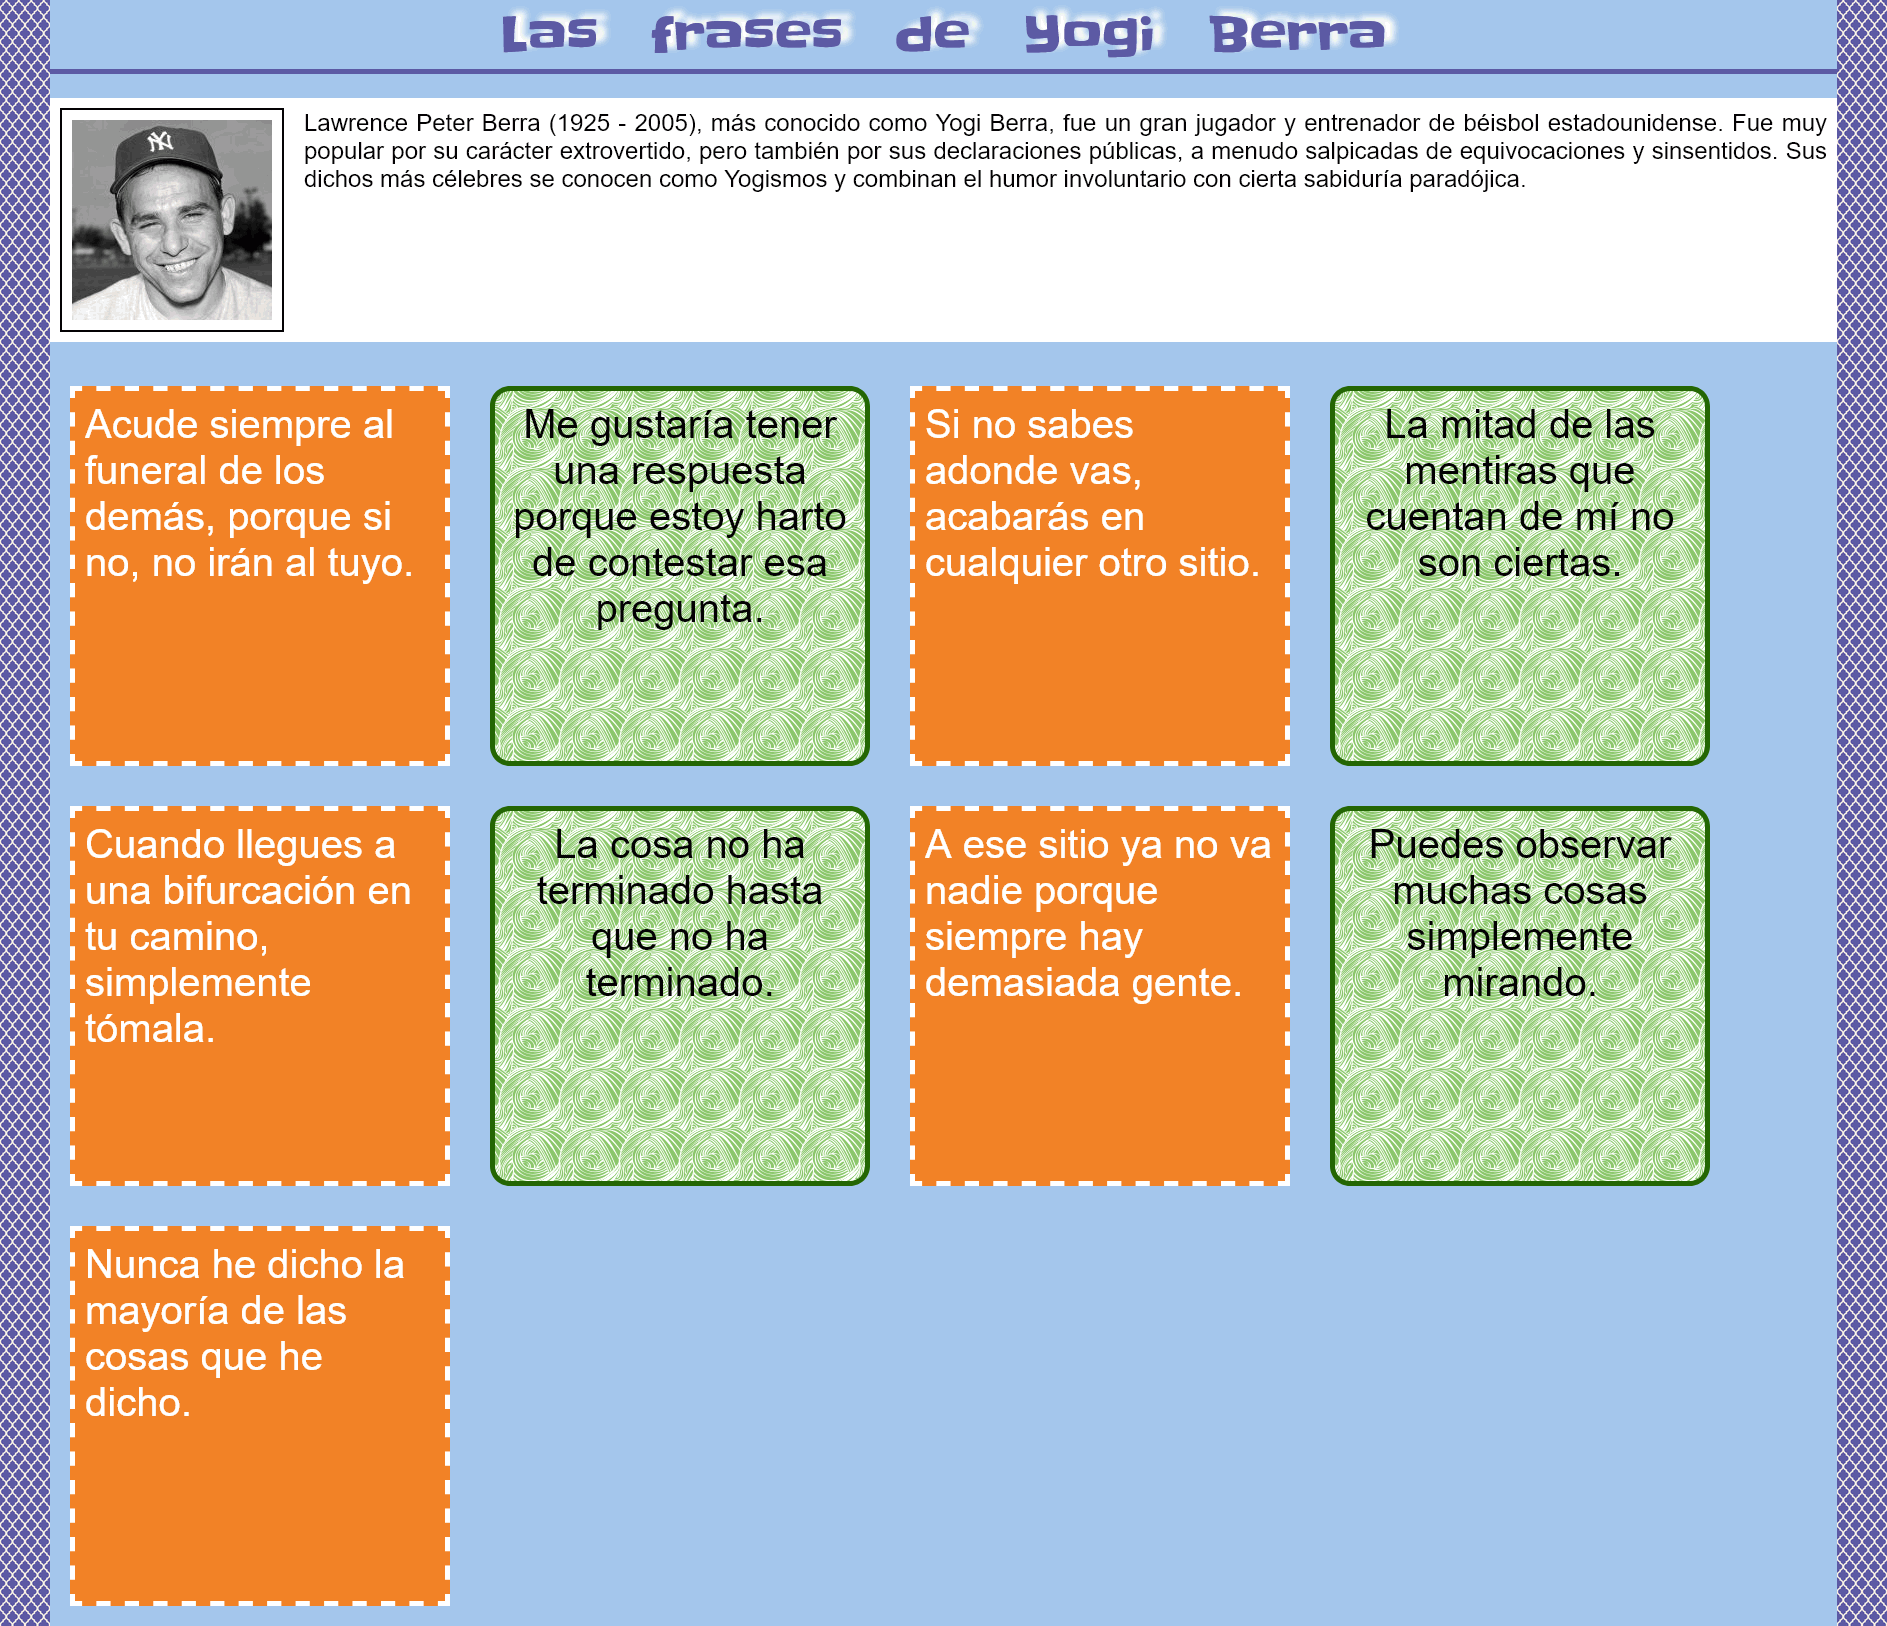 Las frases de Yogi Berra
Lawrence Peter Berra (1925 - 2005), más conocido como Yogi Berra, fue un gran jugador y entrenador de béisbol estadounidense. Fue muy
popular por su carácter extrovertido, pero también por sus declaraciones públicas, a menudo salpicadas de equivocaciones y sinsentidos. Sus
dichos más célebres se conocen como Yogismos y combinan el humor involuntario con cierta sabiduría paradójica.
NY
Acude siempre al
funeral de los
demás, porque si
no, no irán al tuyo.
Me gustaría tener
una respuesta
porque estoy harto
de contestar esa
pregunta.
Si no sabes
adonde vas,
acabarás en
cualquier otro sitio.
La mitad de las
mentiras que
cuentan de mí no
son ciertas.
Cuando llegues a
una bifurcación en
tu camino,
simplemente
tómala.
La cosa no ha
terminado hasta
que no ha
terminado.
A ese sitio ya no va
nadie porque
siempre hay
demasiada gente.
Puedes observar
muchas cosas
simplemente
mirando.
Nunca he dicho la
mayoría de las
cosas que he
dicho.